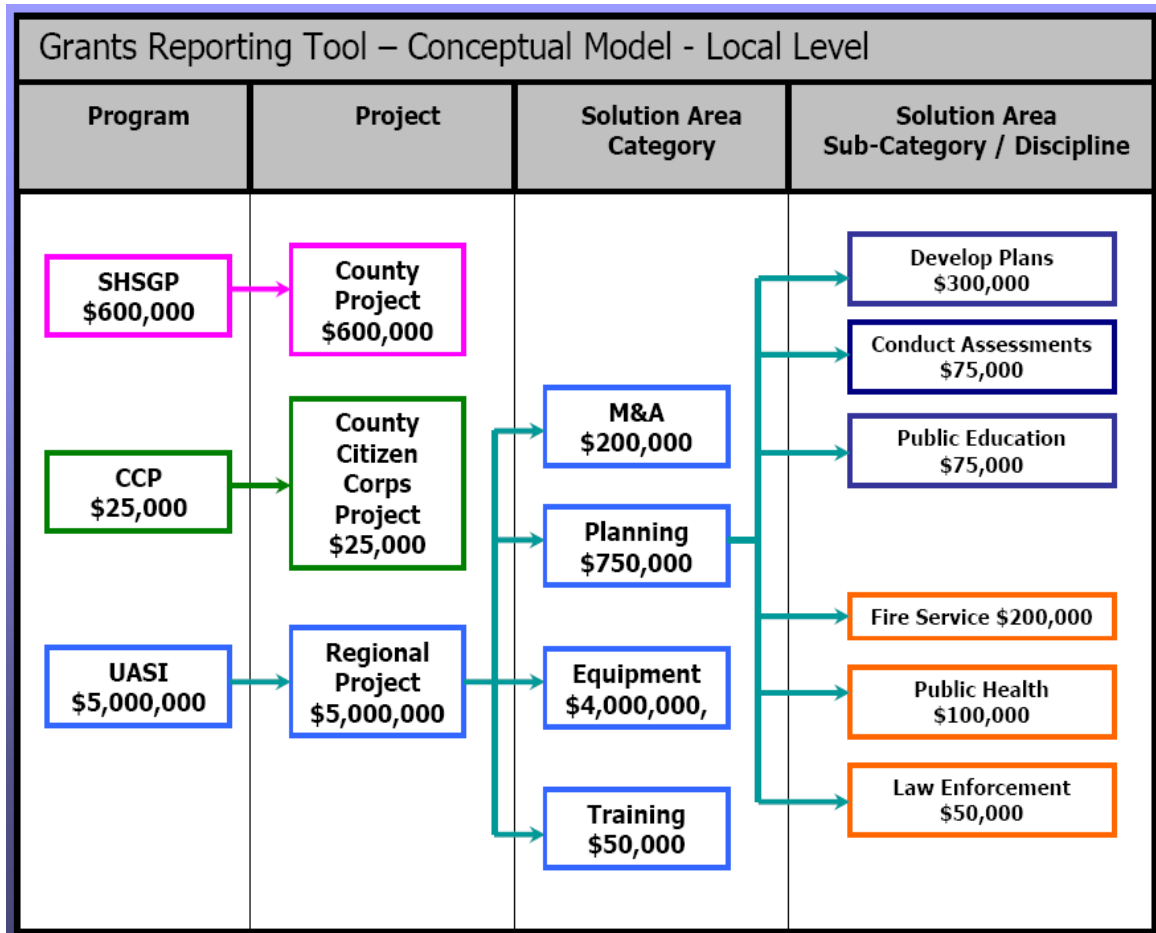 Grants Reporting Tool – Conceptual Model - Local Level
Program
Project
Solution Area
Category
Solution Area
Sub-Category / Discipline
SHSGP
$600,000
CCP
$25,000
UASI
$5,000,000
County
Project
$600,000
County
Citizen
Corps
Project
$25,000
Regional
Project
$5,000,000
M&A
$200,000
Planning
$750,000
Equipment
$4,000,000,
Training
$50,000
Develop Plans
$300,000
Conduct Assessments
$75,000
Public Education
$75,000
Fire Service $200,000
Public Health
$100,000
Law Enforcement
$50,000